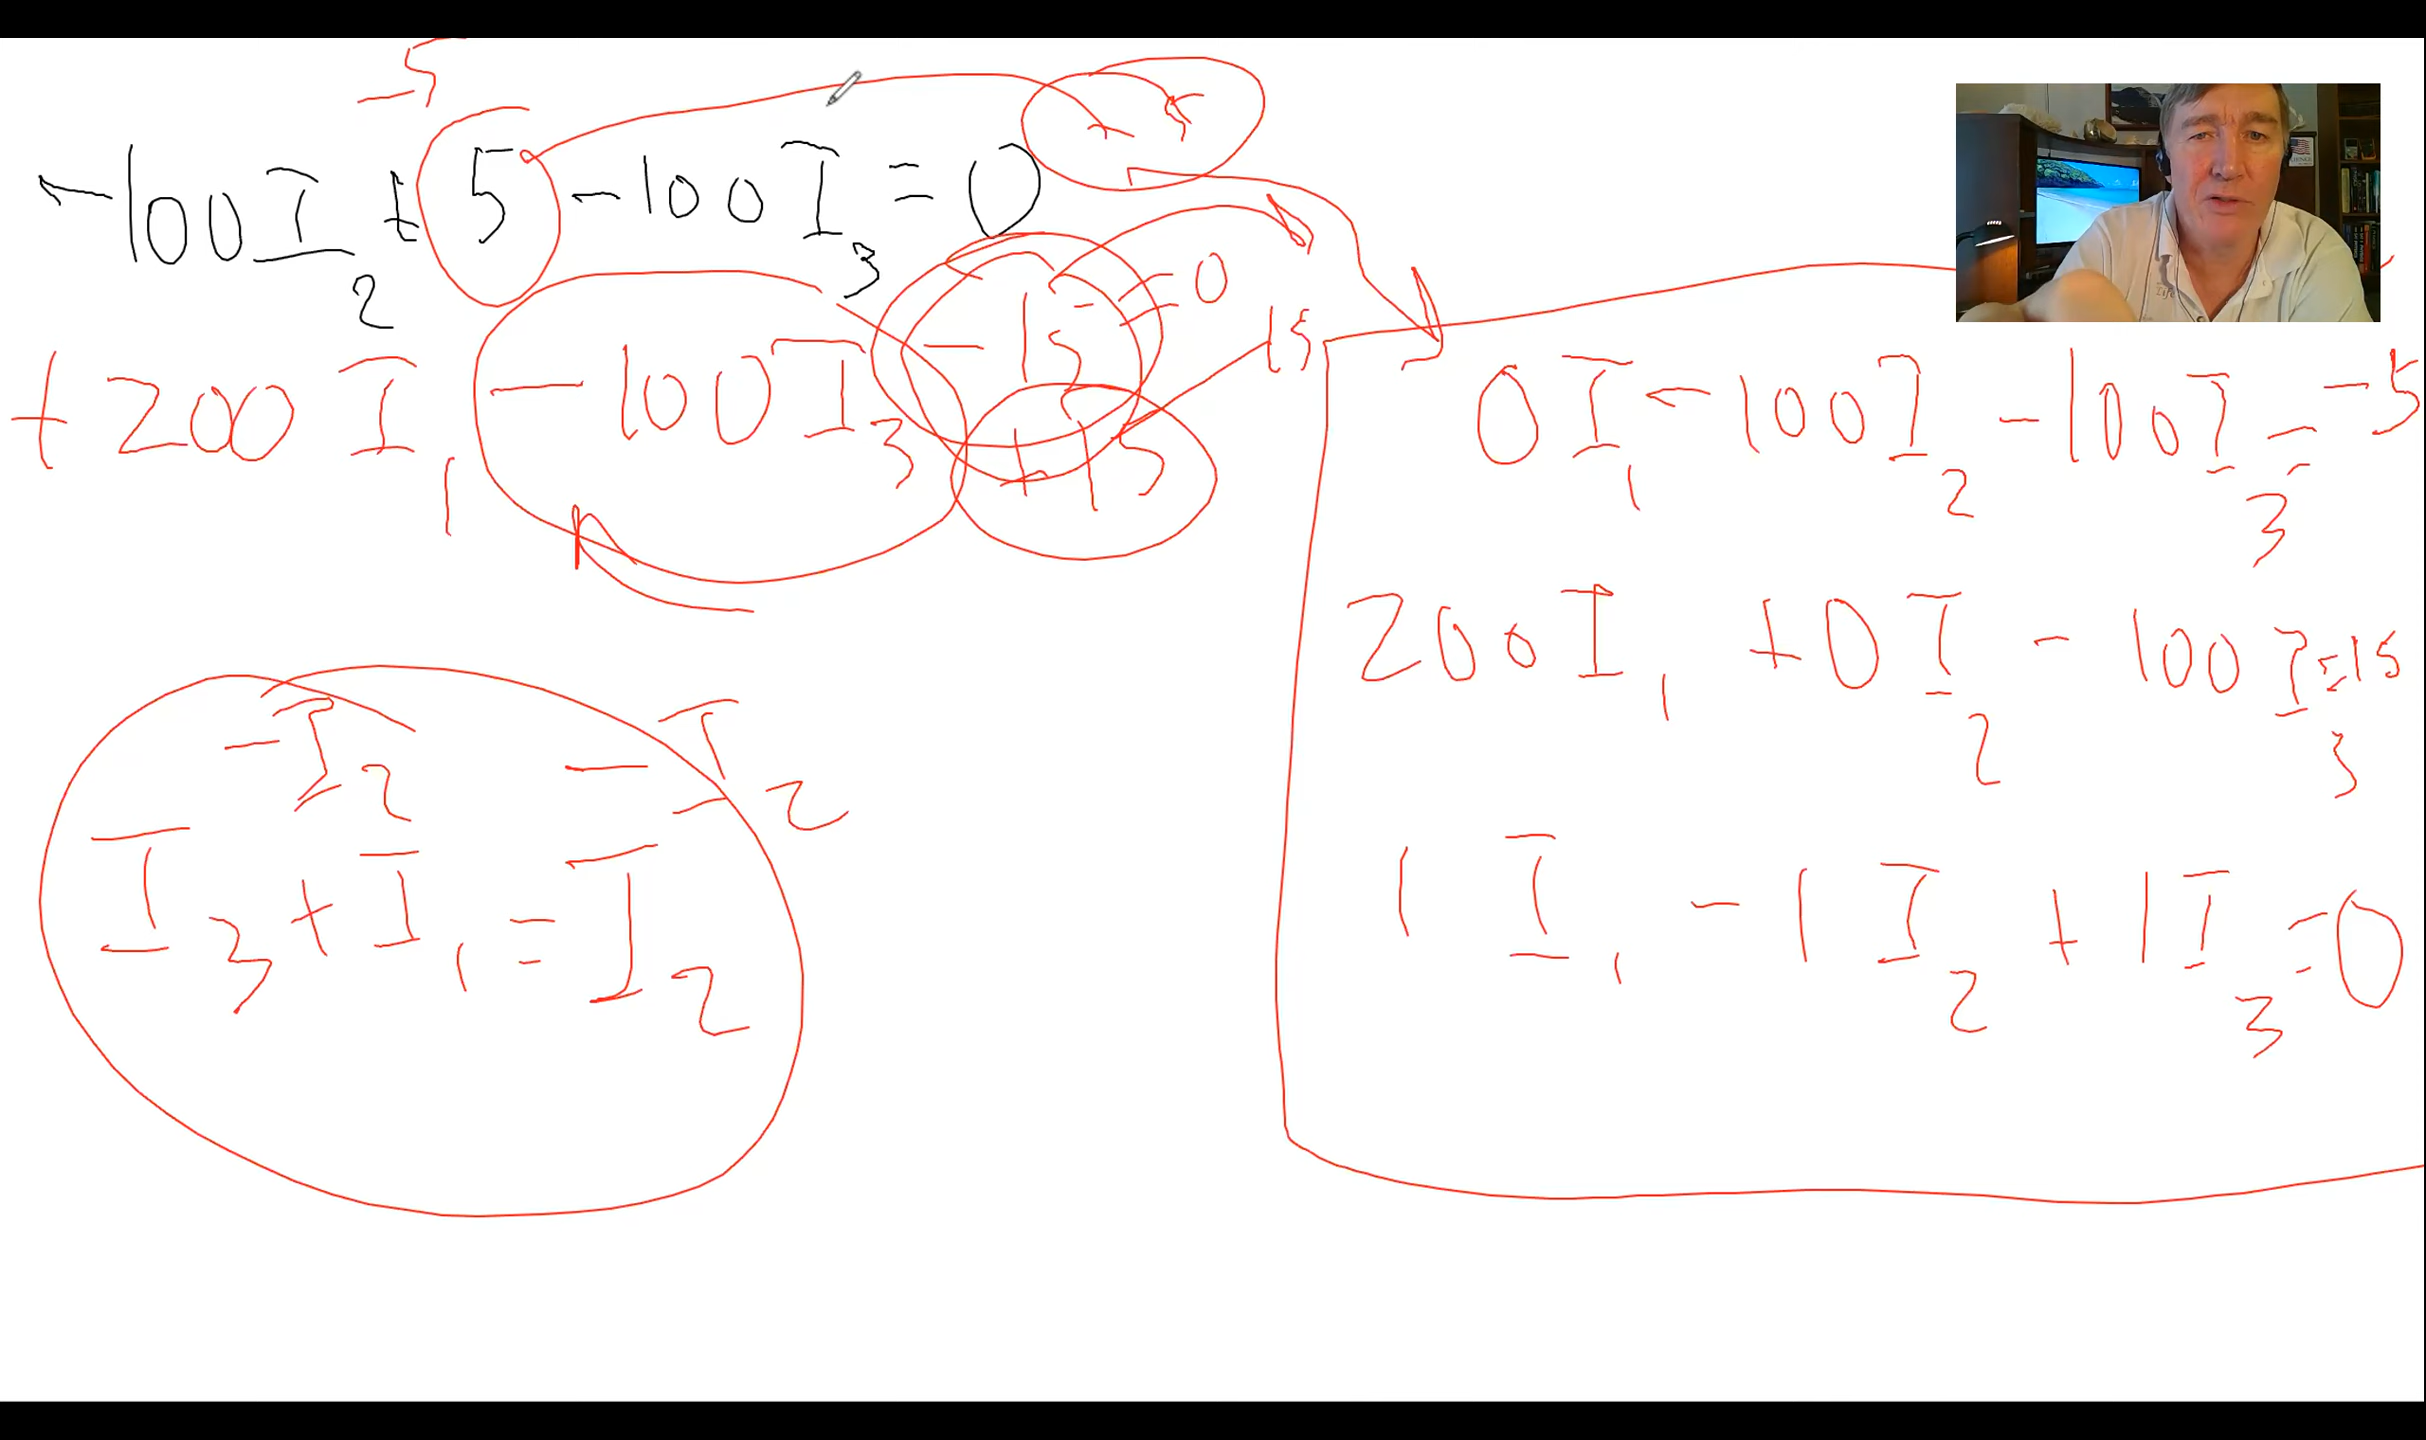 -5
-5
-100I₂ + 5 - 100I₃ = 0
+200I₁ - 100I₃ - 15 = 0
+15
15
0I₁ - 100I₂ - 100I₃ = -5
200I₁ + 0I₂ - 100I₃ = 15
1I₁ - 1I₂ + 1I₃ = 0
-I₂ -I₂
I₃ + I₁ = I₂